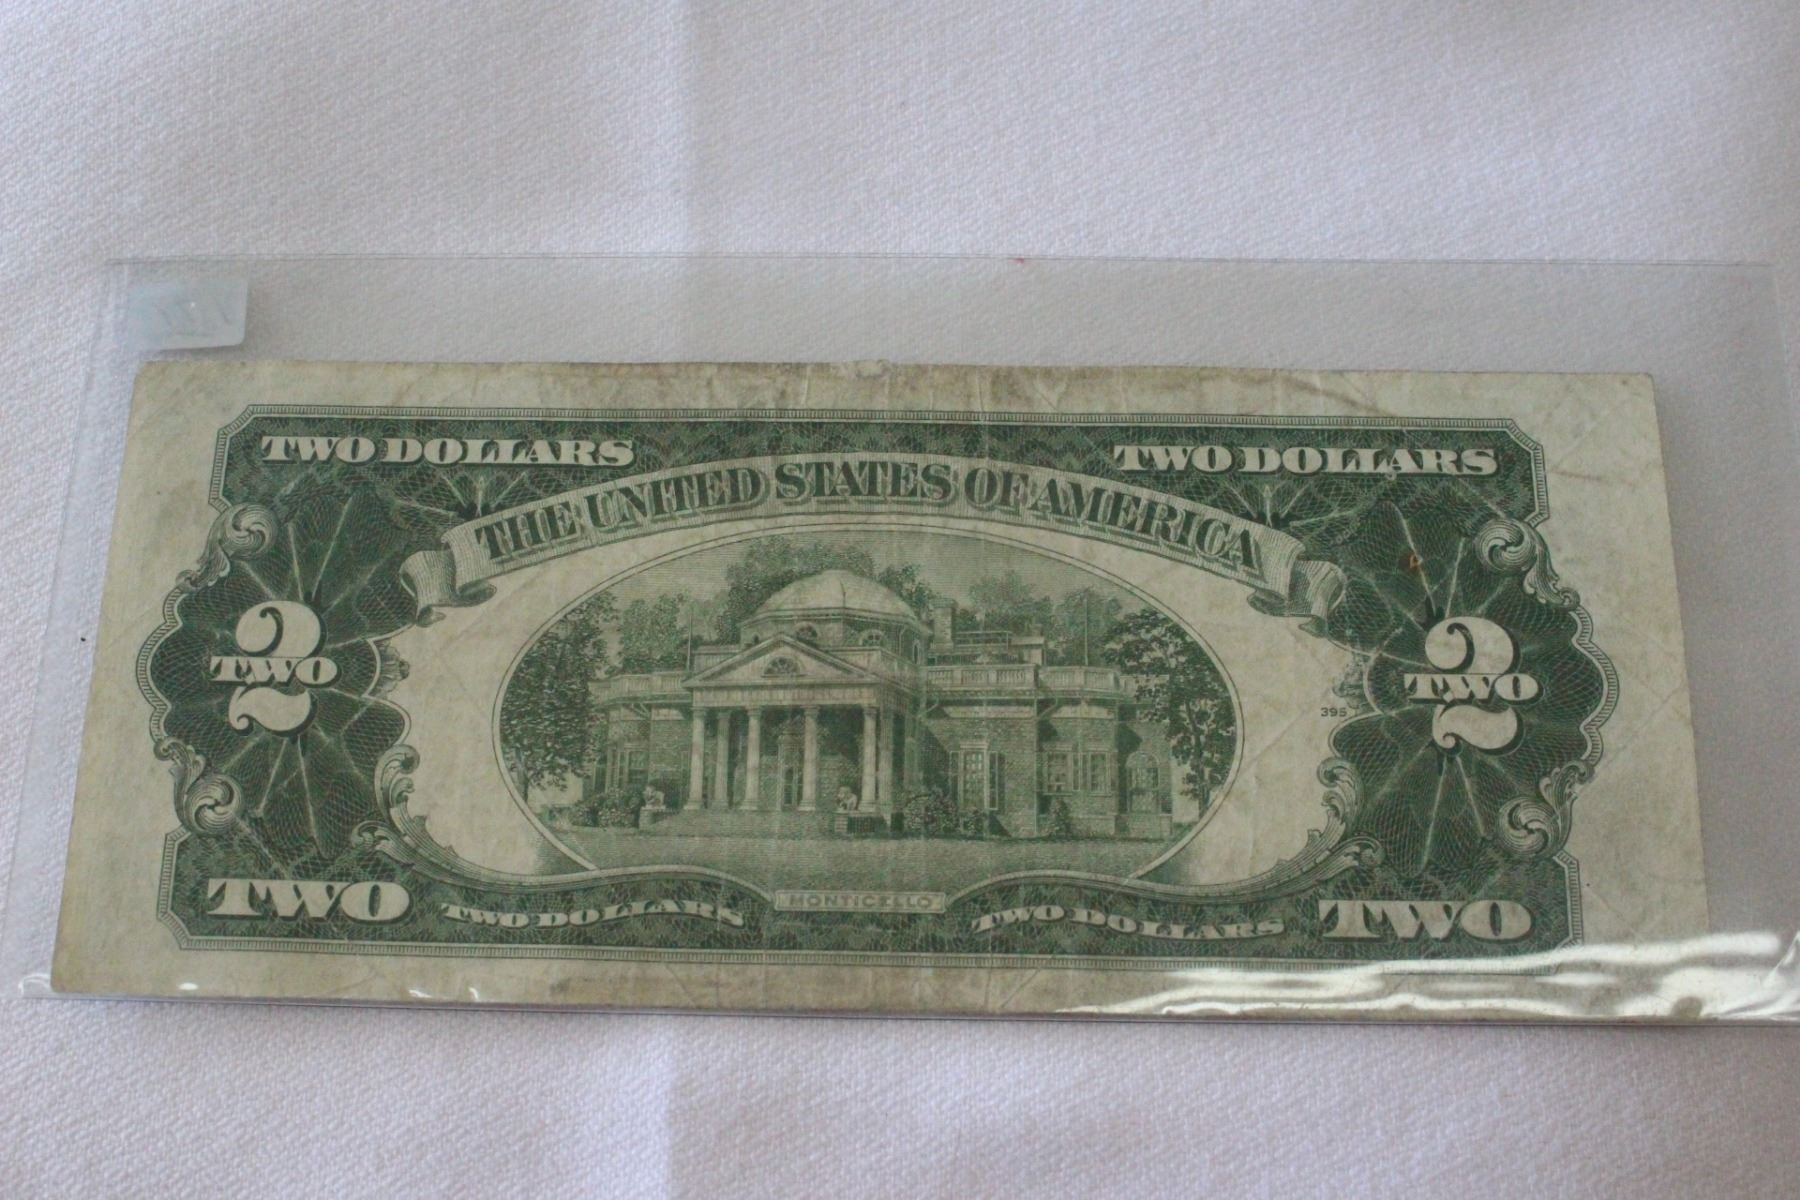 TWO DOLLARS
TWO DOLLARS
THE UNITED STATES OF AMERICA
2
TWO
2
TWO
395
TWO
TWO DOLLARS
MONTICELLO
TWO DOLLARS
TWO